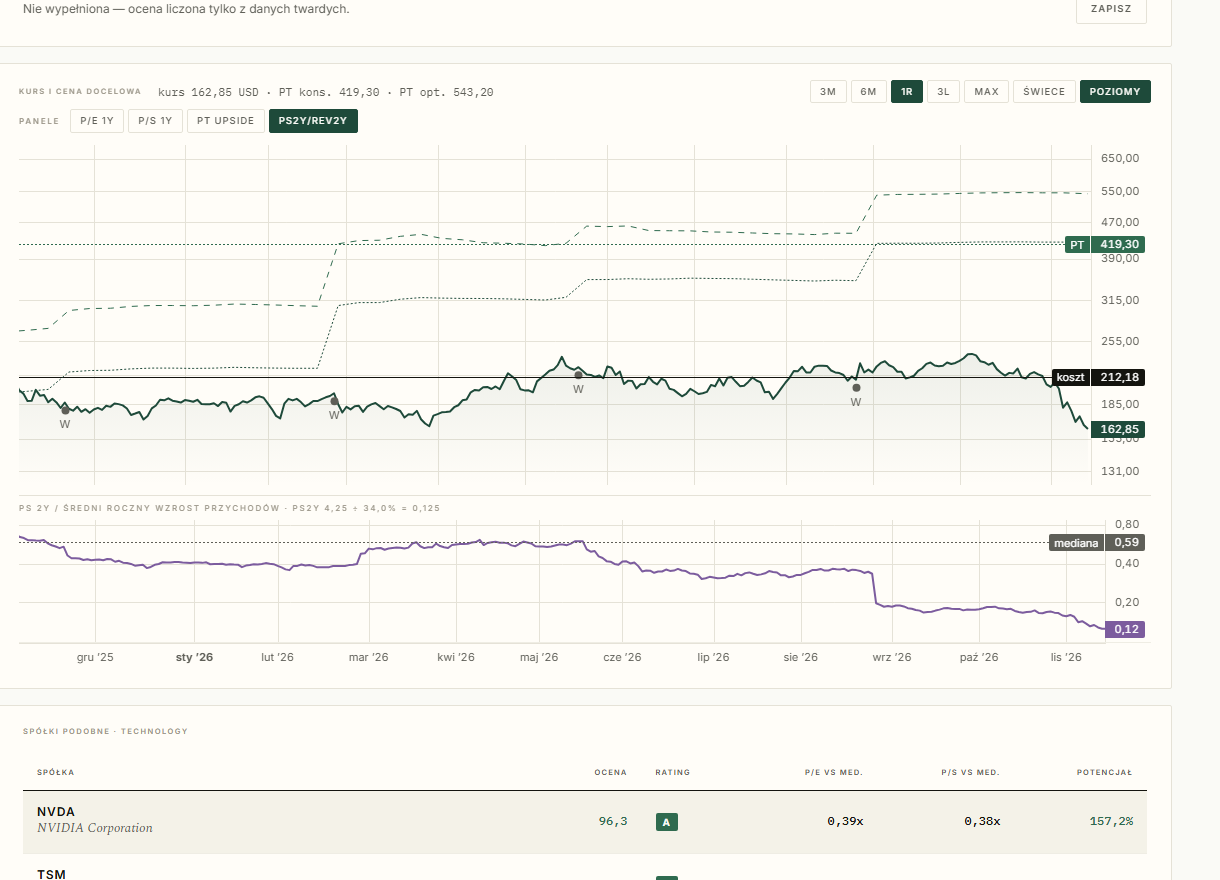 Nie wypełniona — ocena liczona tylko z danych twardych.
ZAPISZ
KURS I CENA DOCELOWA kurs 162,85 USD · PT kons. 419,30 · PT opt. 543,20
3M 6M 1R 3L MAX ŚWIECE POZIOMY
PANELE P/E 1Y P/S 1Y PT UPSIDE PS2Y/REV2Y
650,00
550,00
470,00
PT 419,30
390,00
315,00
255,00
koszt 212,18
185,00
162,85
155,00
131,00
W
W
W
W
PS 2Y / ŚREDNI ROCZNY WZROST PRZYCHODÓW · PS2Y 4,25 ÷ 34,0% = 0,125
0,80
mediana 0,59
0,40
0,20
0,12
gru '25 sty '26 lut '26 mar '26 kwi '26 maj '26 cze '26 lip '26 sie '26 wrz '26 paź '26 lis '26
SPÓŁKI PODOBNE · TECHNOLOGY
SPÓŁKA OCENA RATING P/E VS MED. P/S VS MED. POTENCJAŁ
NVDA
NVIDIA Corporation
96,3 A 0,39x 0,38x 157,2%
TSM